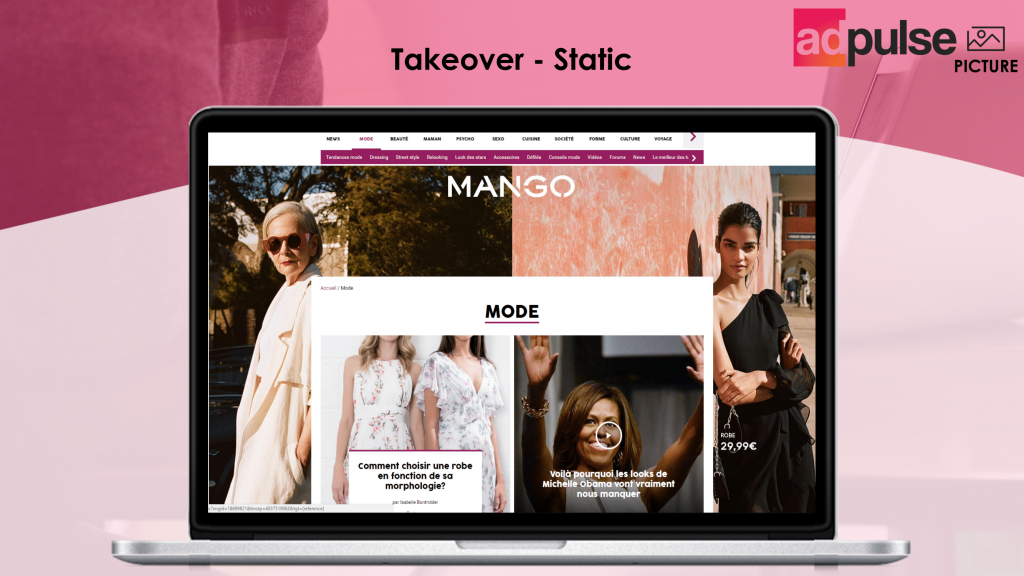 adpulse
Takeover - Static
PICTURE
NEWS MODE BEAUTÉ MAMAN PSYCHO SEXO CUISINE SOCIÉTÉ FORME CULTURE VOYAGE
Tendances mode Dressing Street style Relooking Look des stars Accessoires Défilés Conseils mode Vidéos Forums News Le meilleur des
MANGO
Accueil / Mode
MODE
ROBE
29,99€
Comment choisir une robe
en fonction de sa
morphologie?
par Isabelle Bontridder
Voilà pourquoi les looks de
Michelle Obama vont vraiment
nous manquer